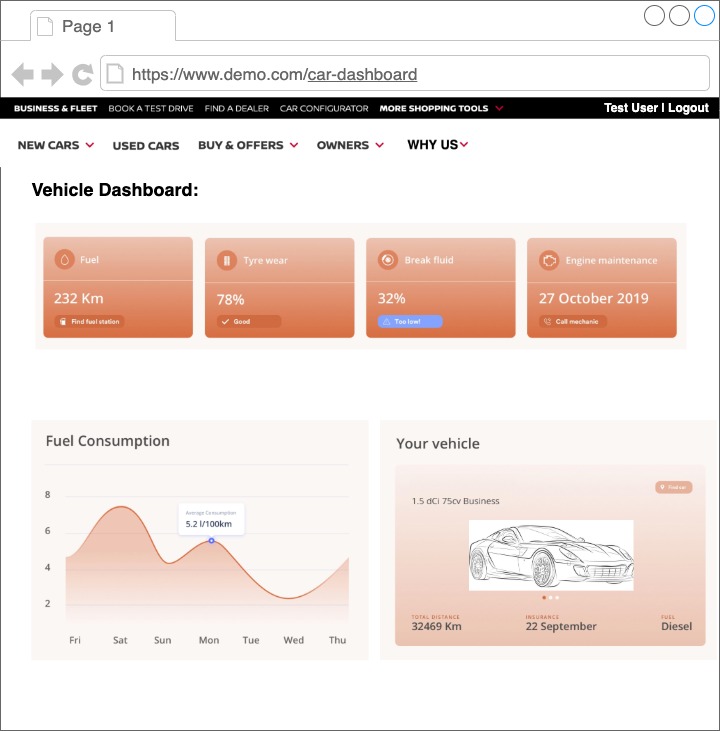 Page 1
https://www.demo.com/car-dashboard
BUSINESS & FLEET BOOK A TEST DRIVE FIND A DEALER CAR CONFIGURATOR MORE SHOPPING TOOLS Test User | Logout
NEW CARS USED CARS BUY & OFFERS OWNERS WHY US
Vehicle Dashboard:
Fuel
232 Km
Find fuel station
Tyre wear
78%
Good
Break fluid
32%
Too low!
Engine maintenance
27 October 2019
Call mechanic
Fuel Consumption
8
6
4
2
Average Consumption
5.2 l/100km
Fri Sat Sun Mon Tue Wed Thu
Your vehicle
Find car
1.5 dCi 75cv Business
TOTAL DISTANCE
32469 Km
INSURANCE
22 September
FUEL
Diesel